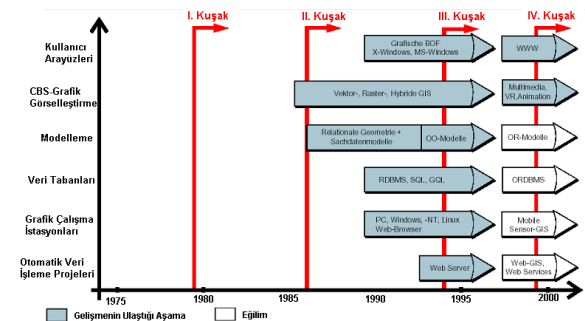 I. Kuşak
II. Kuşak
III. Kuşak
IV. Kuşak
Kullanıcı
Arayüzleri
Grafische BOF
X-Windows, MS-Windows
WWW
CBS-Grafik
Görselleştirme
Vektor-, Raster-, Hybride GIS
Multimedia,
VR,Animation
Modelleme
Relationale Geometrie +
Sachdatenmodelle
OO-Modelle
OR-Modelle
Veri Tabanları
RDBMS, SQL, GQL
ORDBMS
Grafik Çalışma
İstasyonları
PC, Windows, -NT, Linux
Web-Browser
Mobile
Sensor-GIS
Otomatik Veri
İşleme Projeleri
Web Server
Web-GIS,
Web Services
1975
1980
1985
1990
1995
2000
Gelişmenin Ulaştığı Aşama
Eğilim